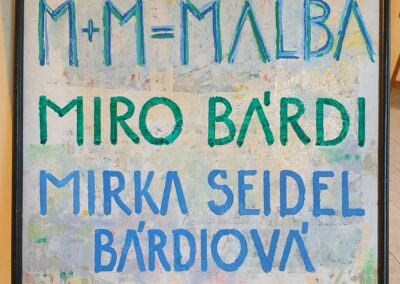 M+M=MALBA
MIRO BÁRDI
MIRKA SEIDEL
BÁRDIOVÁ